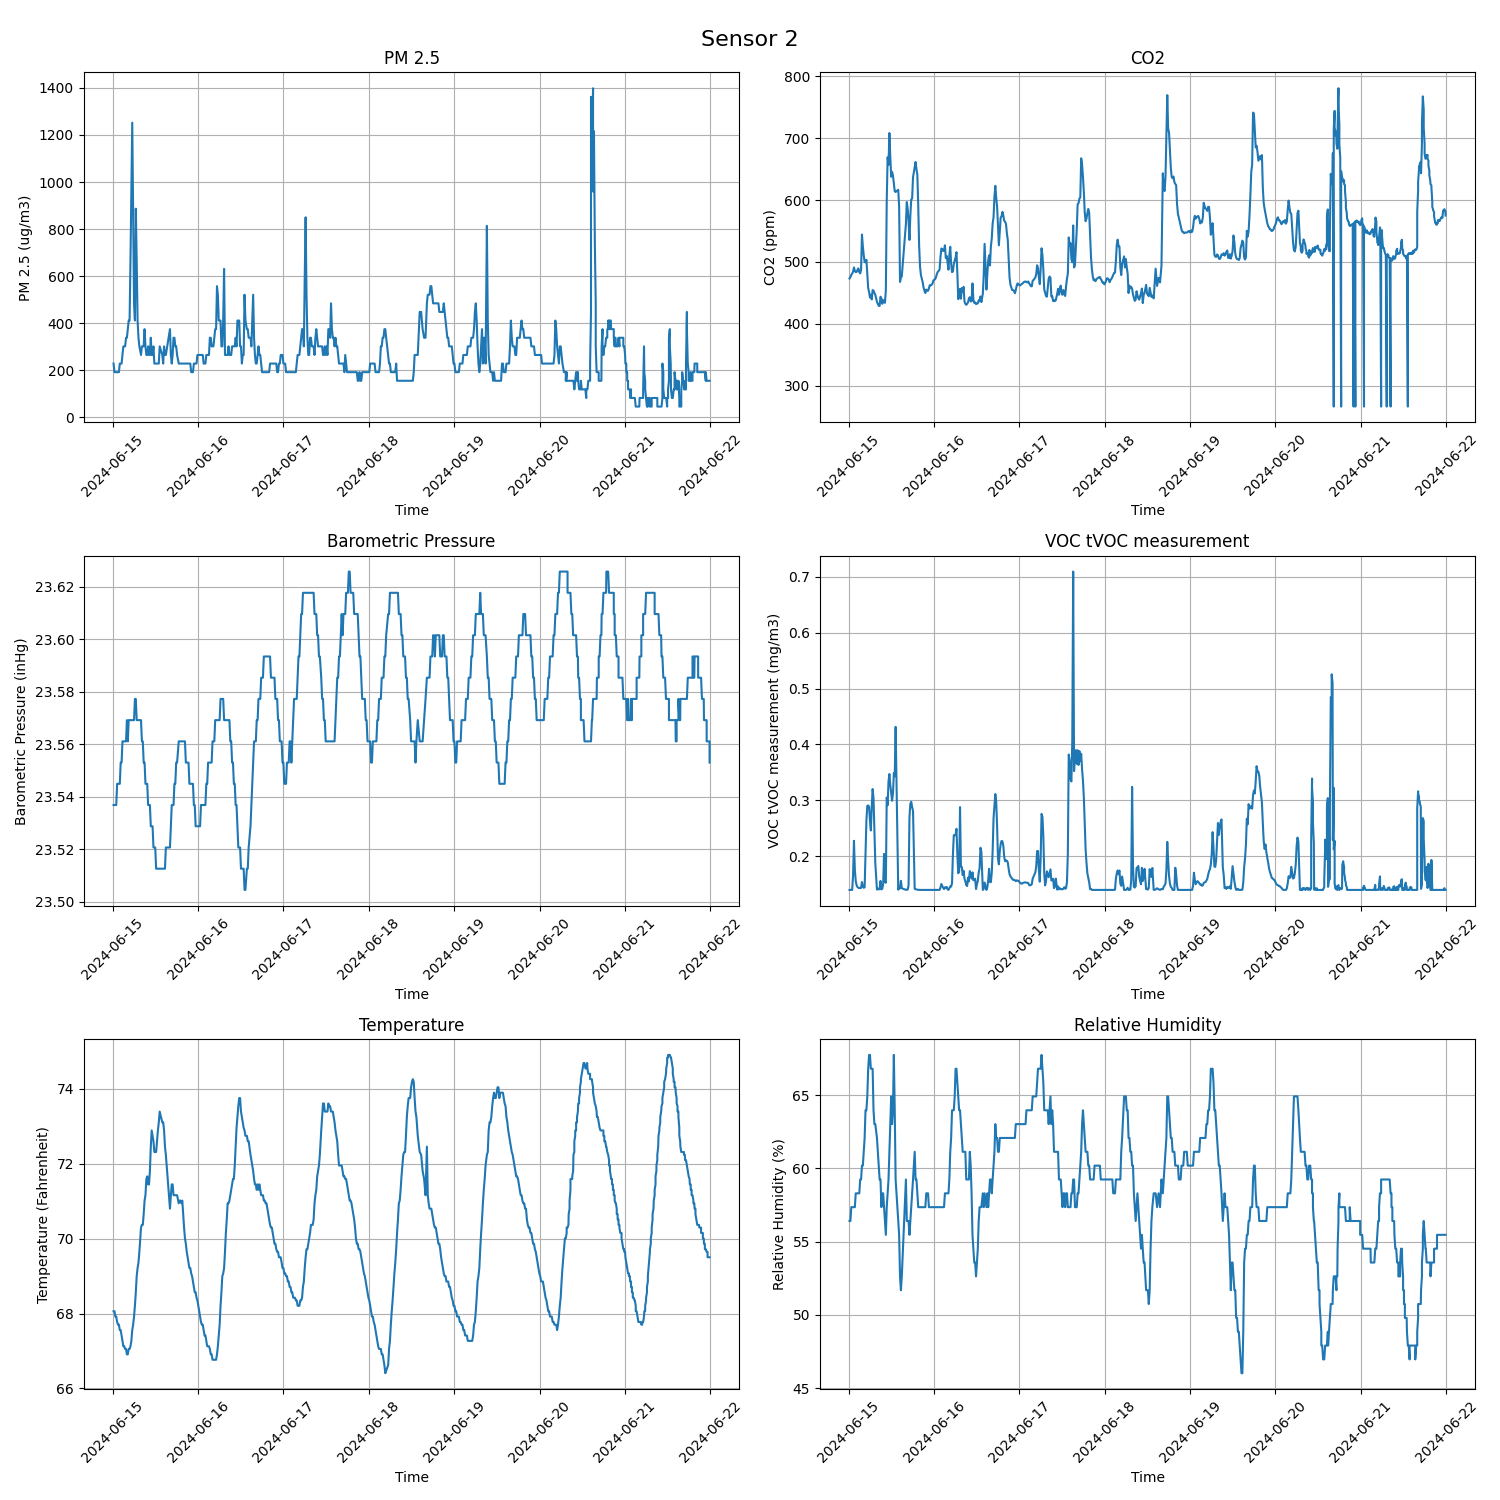 Sensor 2
PM 2.5
PM 2.5 (ug/m3)
1400
1200
1000
800
600
400
200
0
2024-06-15 2024-06-16 2024-06-17 2024-06-18 2024-06-19 2024-06-20 2024-06-21 2024-06-22
Time
CO2
CO2 (ppm)
800
700
600
500
400
300
2024-06-15 2024-06-16 2024-06-17 2024-06-18 2024-06-19 2024-06-20 2024-06-21 2024-06-22
Time
Barometric Pressure
Barometric Pressure (inHg)
23.62
23.60
23.58
23.56
23.54
23.52
23.50
2024-06-15 2024-06-16 2024-06-17 2024-06-18 2024-06-19 2024-06-20 2024-06-21 2024-06-22
Time
VOC tVOC measurement
VOC tVOC measurement (mg/m3)
0.7
0.6
0.5
0.4
0.3
0.2
2024-06-15 2024-06-16 2024-06-17 2024-06-18 2024-06-19 2024-06-20 2024-06-21 2024-06-22
Time
Temperature
Temperature (Fahrenheit)
74
72
70
68
66
2024-06-15 2024-06-16 2024-06-17 2024-06-18 2024-06-19 2024-06-20 2024-06-21 2024-06-22
Time
Relative Humidity
Relative Humidity (%)
65
60
55
50
45
2024-06-15 2024-06-16 2024-06-17 2024-06-18 2024-06-19 2024-06-20 2024-06-21 2024-06-22
Time